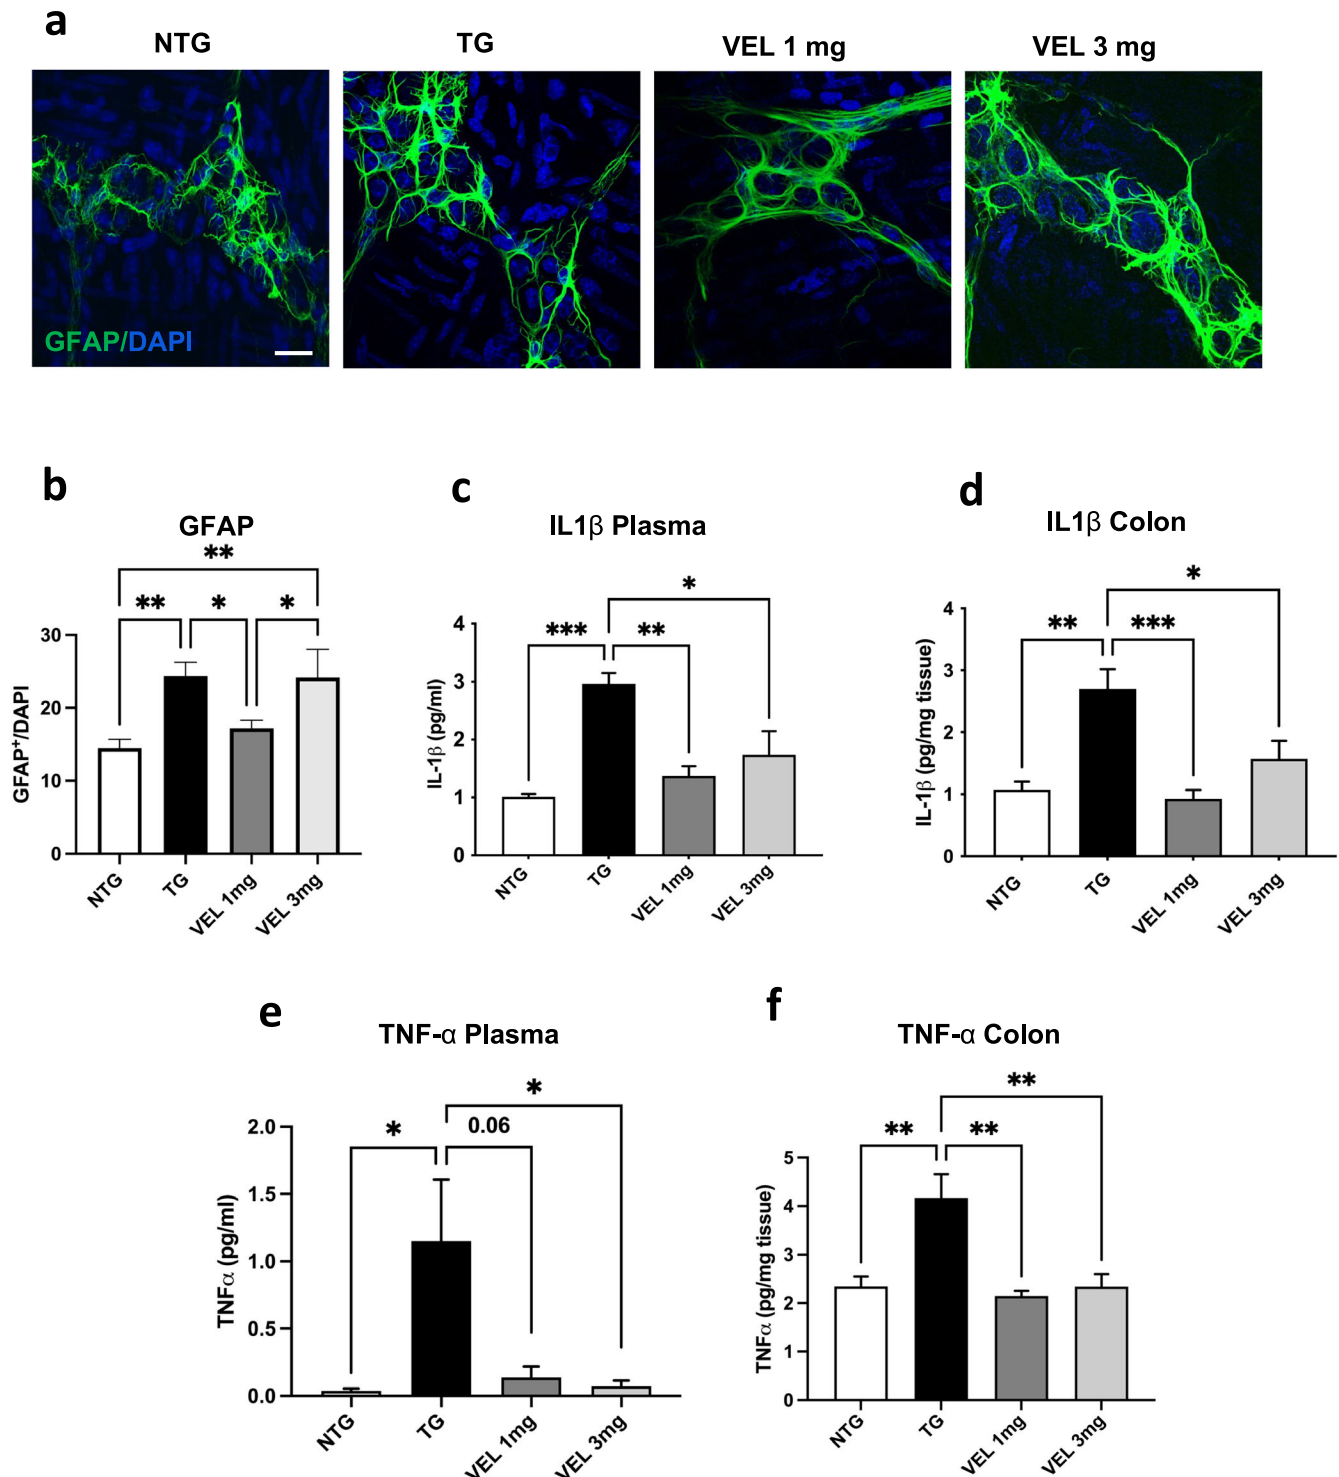 a
NTG
TG
VEL 1 mg
VEL 3 mg
GFAP/DAPI
b
GFAP
**
** * *
GFAP⁺/DAPI
30
20
10
0
NTG
TG
VEL 1mg
VEL 3mg
c
IL1β Plasma
*
*** **
IL-1β (pg/ml)
4
3
2
1
0
NTG
TG
VEL 1mg
VEL 3mg
d
IL1β Colon
*
** ***
IL-1β (pg/mg tissue)
4
3
2
1
0
NTG
TG
VEL 1mg
VEL 3mg
e
TNF-α Plasma
*
* 0.06
TNFα (pg/ml)
2.0
1.5
1.0
0.5
0.0
NTG
TG
VEL 1mg
VEL 3mg
f
TNF-α Colon
**
** **
TNFα (pg/mg tissue)
5
4
3
2
1
0
NTG
TG
VEL 1mg
VEL 3mg